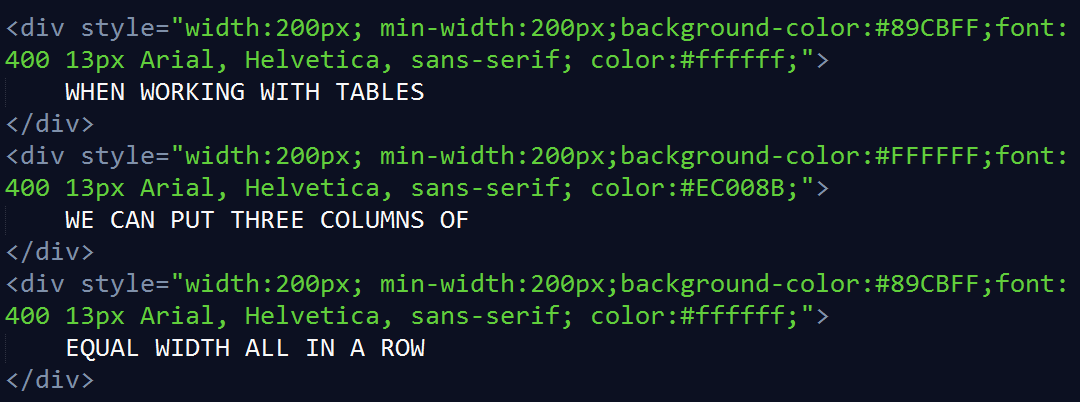 <div style="width:200px; min-width:200px;background-color:#89CBFF;font:
400 13px Arial, Helvetica, sans-serif; color:#ffffff;">
    WHEN WORKING WITH TABLES
</div>
<div style="width:200px; min-width:200px;background-color:#FFFFFF;font:
400 13px Arial, Helvetica, sans-serif; color:#EC008B;">
    WE CAN PUT THREE COLUMNS OF
</div>
<div style="width:200px; min-width:200px;background-color:#89CBFF;font:
400 13px Arial, Helvetica, sans-serif; color:#ffffff;">
    EQUAL WIDTH ALL IN A ROW
</div>